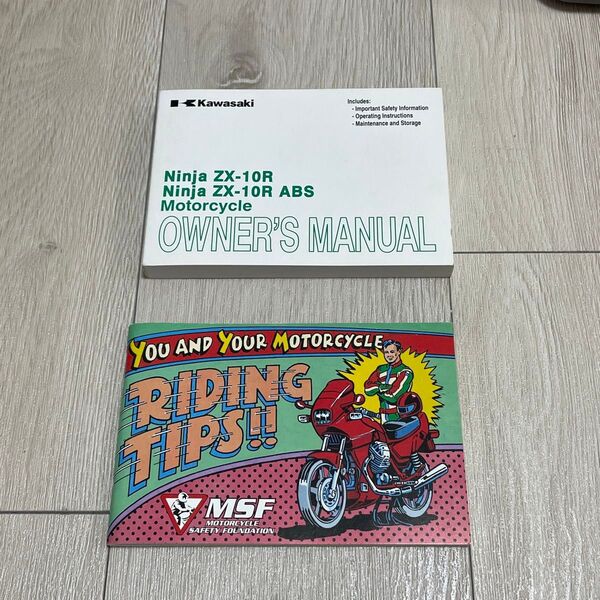 Kawasaki
Includes:
- Important Safety Information
- Operating Instructions
- Maintenance and Storage
Ninja ZX-10R
Ninja ZX-10R ABS
Motorcycle
OWNER'S MANUAL
YOU AND YOUR MOTORCYCLE
RIDING
TIPS!!
MSF
MOTORCYCLE
SAFETY FOUNDATION